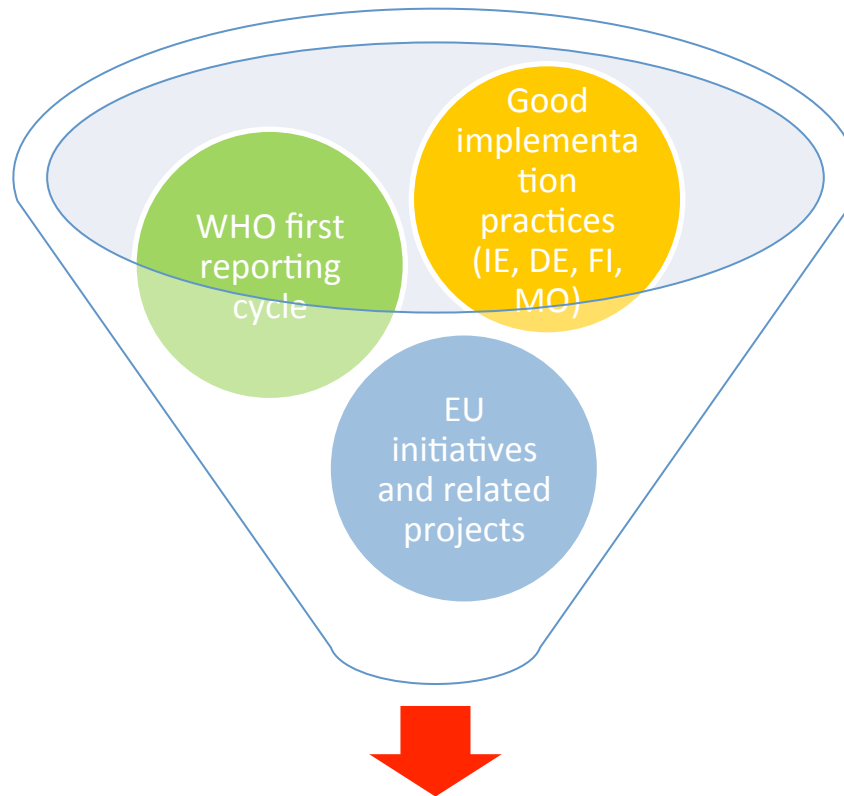 Good
implementa
tion
practices
(IE, DE, FI,
MO)
WHO first
reporting
cycle
EU
initiatives
and related
projects